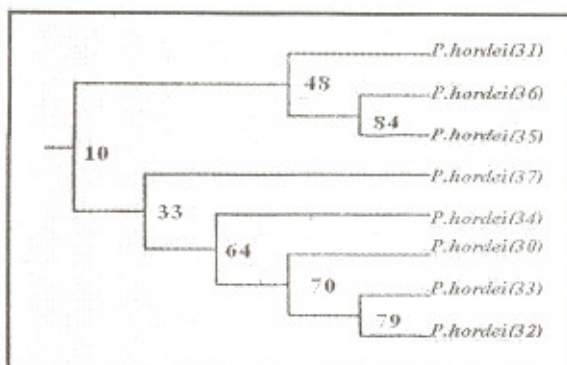 P.hordei(31)
48
P.hordei(36)
84
P.hordei(35)
10
P.hordei(37)
33
P.hordei(34)
64
P.hordei(30)
70
P.hordei(33)
79
P.hordei(32)